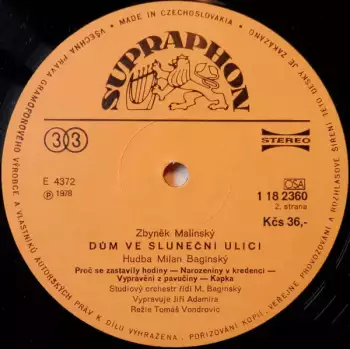 MADE IN CZECHOSLOVAKIA
VŠECHNA PRÁVA GRAMOFONOVÉHO VÝROBCE A VLASTNÍKŮ AUTORSKÝCH PRÁV K DÍLU VYHRAZENA. POŘIZOVÁNÍ KOPIÍ, VEŘEJNÉ PROVOZOVÁNÍ A ROZHLASOVÉ ŠÍŘENÍ TÉTO DESKY JE ZAKÁZÁNO
SUPRAPHON
33
STEREO
E 4372
OSA
1 18 2360
℗ 1978
2. strana
Kčs 36,-
Zbyněk Malinský
DŮM VE SLUNEČNÍ ULICI
Hudba Milan Baginský
Proč se zastavily hodiny — Narozeniny v kredenci —
Vyprávění z pavučiny — Kapka
Studiový orchestr řídí M. Baginský
Vypravuje Jiří Adamíra
Režie Tomáš Vondrovic